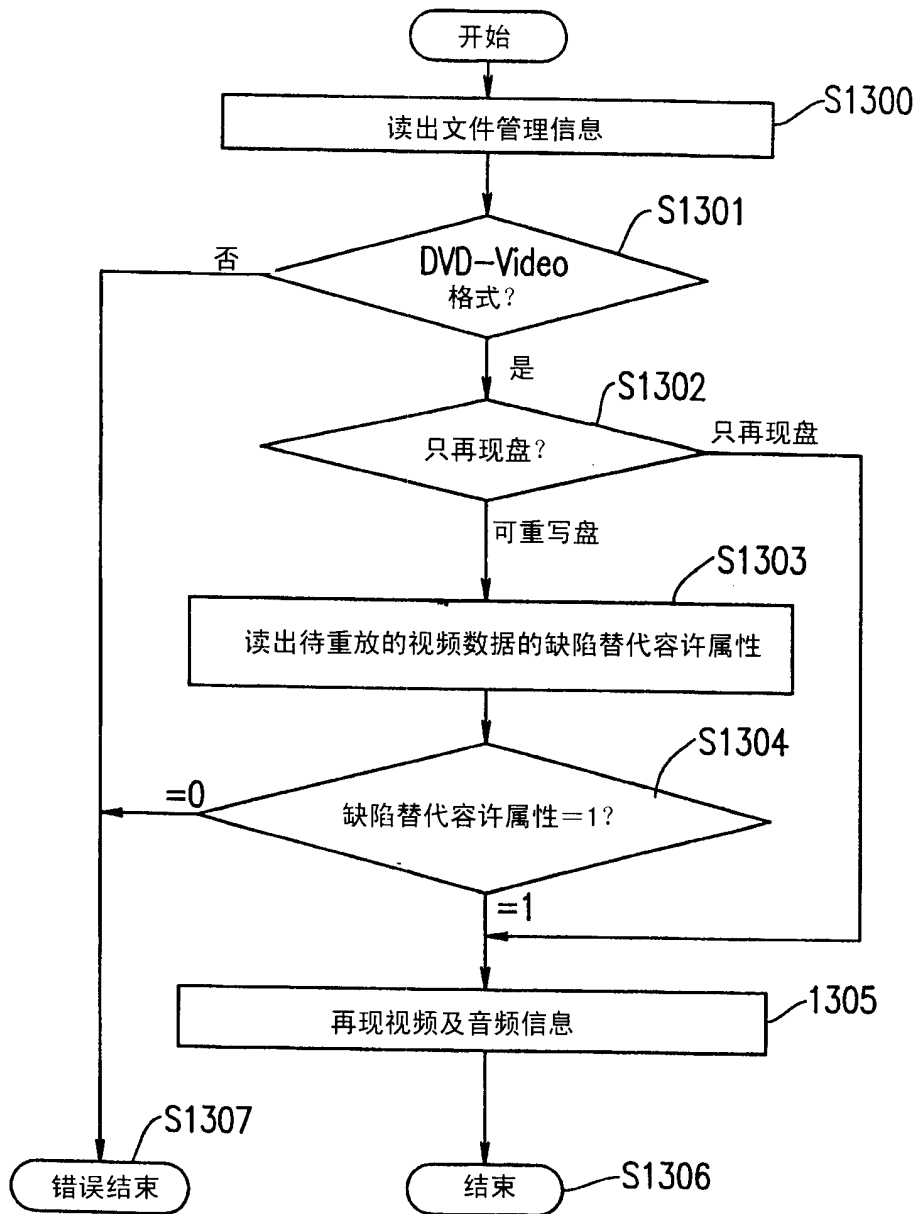 开始
S1300
读出文件管理信息
S1301
否
DVD-Video
格式？
是
S1302
只再现盘？
只再现盘
可重写盘
S1303
读出待重放的视频数据的缺陷替代容许属性
S1304
=0
缺陷替代容许属性＝1？
=1
1305
再现视频及音频信息
S1307
错误结束
结束
S1306